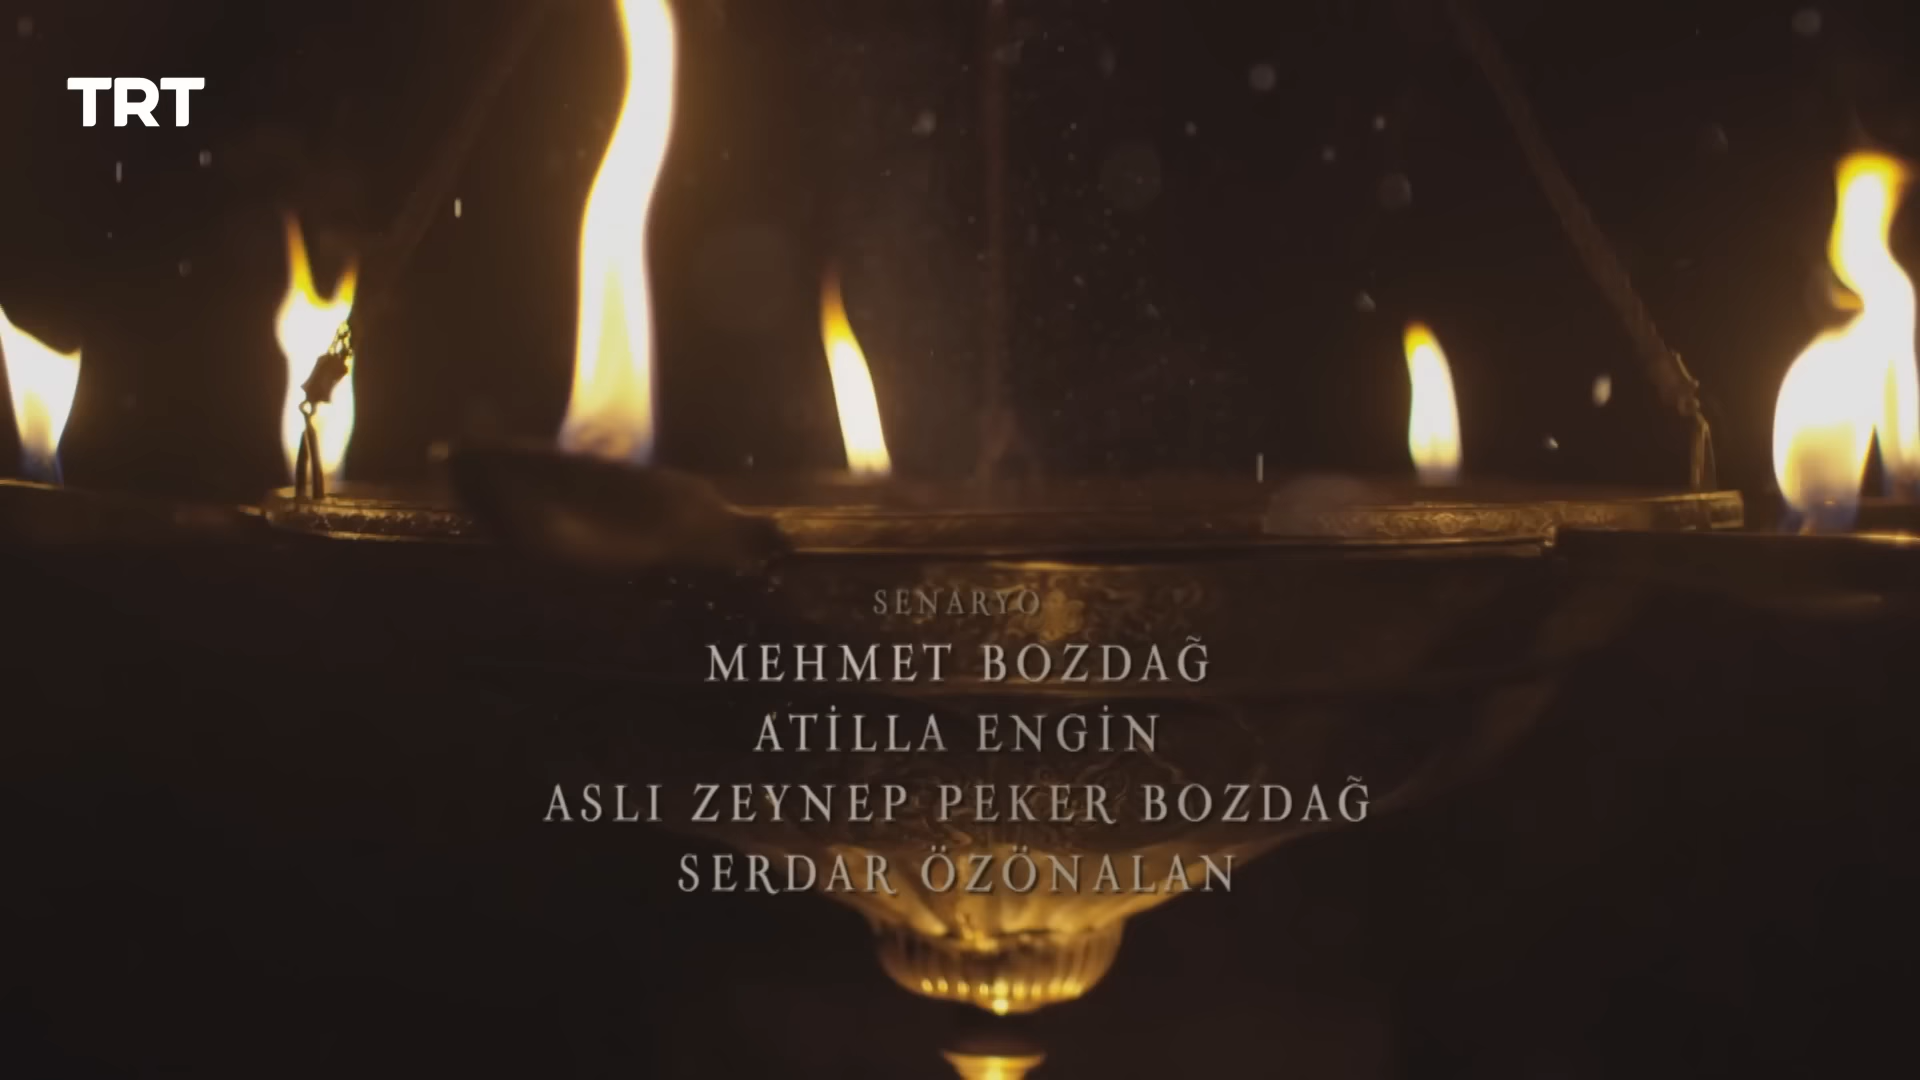 TRT
SENARYO
MEHMET BOZDAĞ
ATİLLA ENGİN
ASLI ZEYNEP PEKER BOZDAĞ
SERDAR ÖZÖNALAN